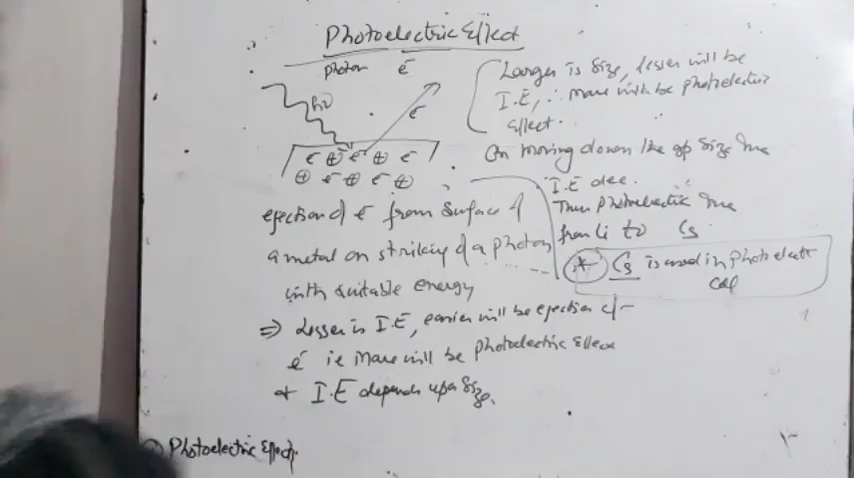 Photoelectric Effect
photon e⁻
hν
e⁻
e⁻ ⊕ e⁻ ⊕ e⁻
⊕ e⁻ ⊕ e⁻ ⊕
ejection of e⁻ from surface of
a metal on striking of a photon
with suitable energy
⇒ Lesser is I.E, easier will be ejection of
e⁻ ie more will be photoelectric Effect
& I.E depends upon size.
Larger is size, lesser will be
I.E, ∴ more will be photoelectric
effect.
On moving down the gp size inc
I.E dec.
Thus photoelectric inc
from Li to Cs
* Cs is used in photoelectric
cell
Photoelectric Effect.